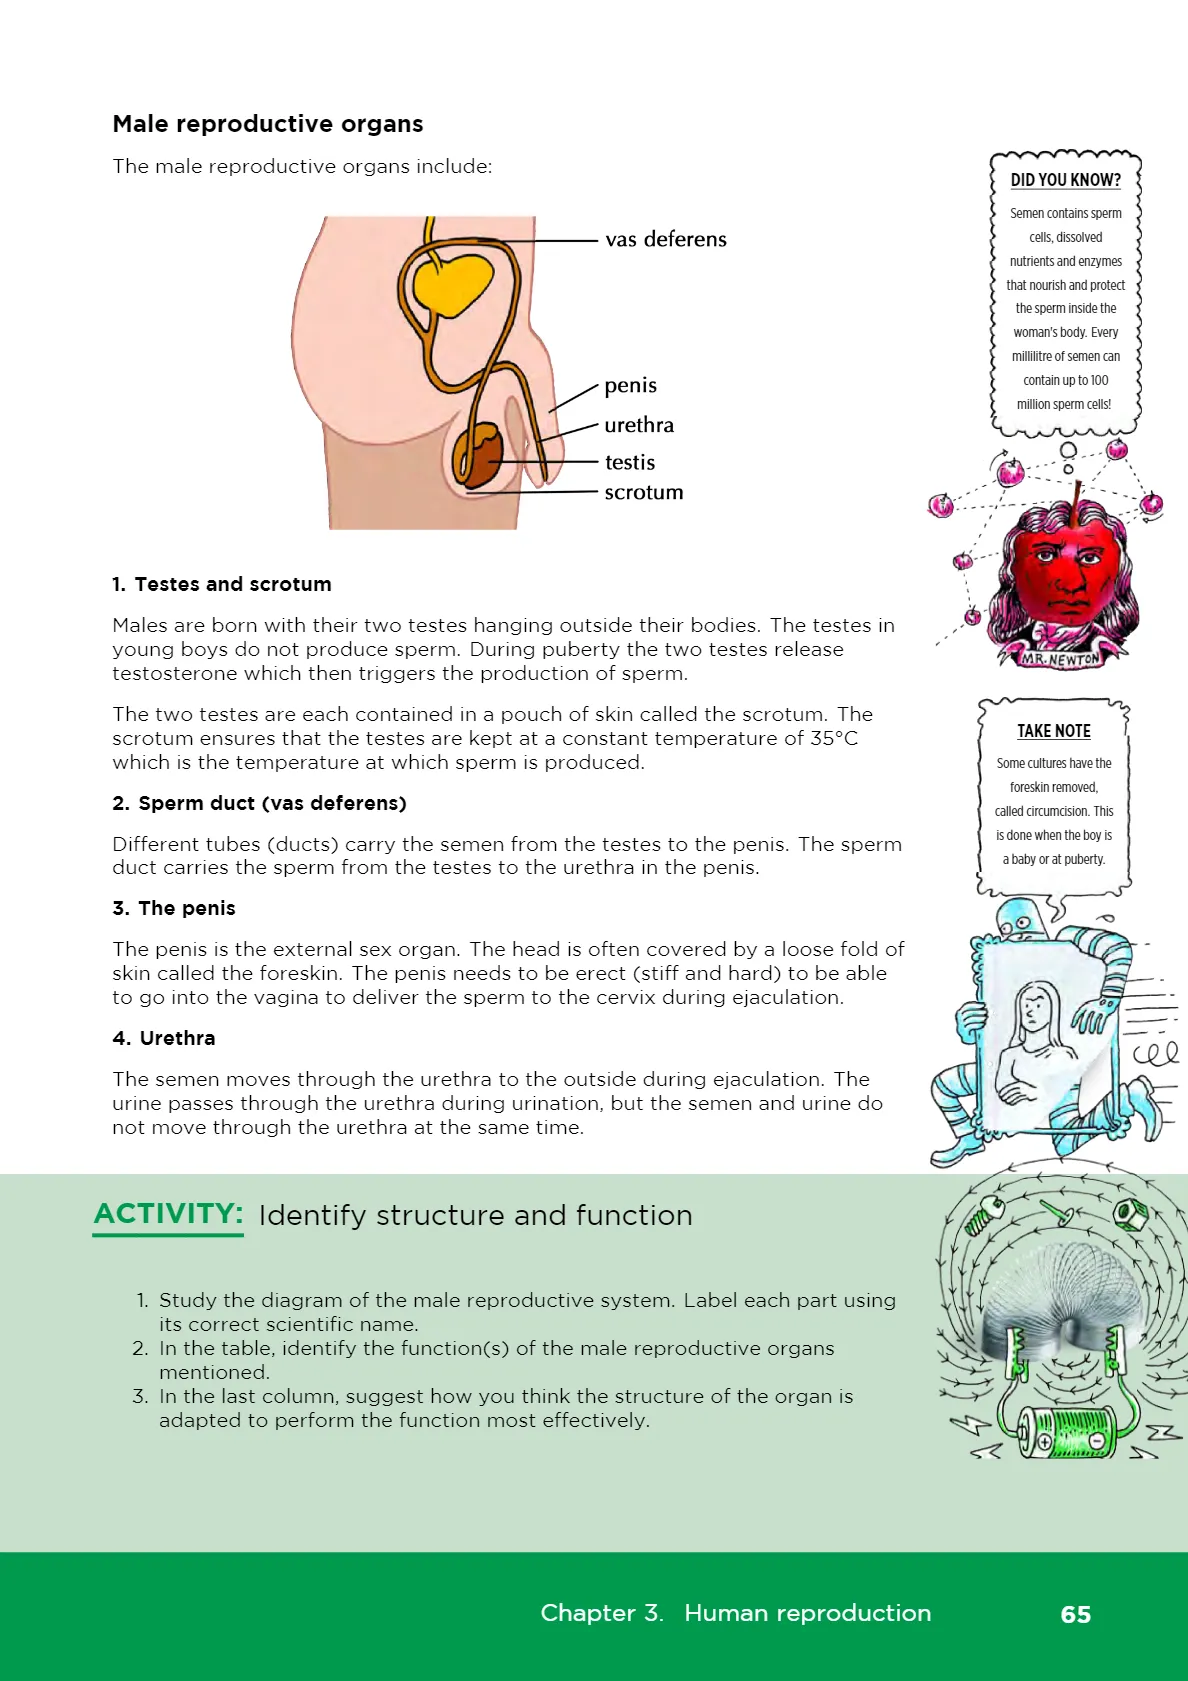 Male reproductive organs
The male reproductive organs include:
vas deferens
penis
urethra
testis
scrotum
1. Testes and scrotum
Males are born with their two testes hanging outside their bodies. The testes in
young boys do not produce sperm. During puberty the two testes release
testosterone which then triggers the production of sperm.
The two testes are each contained in a pouch of skin called the scrotum. The
scrotum ensures that the testes are kept at a constant temperature of 35°C
which is the temperature at which sperm is produced.
2. Sperm duct (vas deferens)
Different tubes (ducts) carry the semen from the testes to the penis. The sperm
duct carries the sperm from the testes to the urethra in the penis.
3. The penis
The penis is the external sex organ. The head is often covered by a loose fold of
skin called the foreskin. The penis needs to be erect (stiff and hard) to be able
to go into the vagina to deliver the sperm to the cervix during ejaculation.
4. Urethra
The semen moves through the urethra to the outside during ejaculation. The
urine passes through the urethra during urination, but the semen and urine do
not move through the urethra at the same time.
DID YOU KNOW?
Semen contains sperm
cells, dissolved
nutrients and enzymes
that nourish and protect
the sperm inside the
woman's body. Every
millilitre of semen can
contain up to 100
million sperm cells!
MR. NEWTON
TAKE NOTE
Some cultures have the
foreskin removed,
called circumcision. This
is done when the boy is
a baby or at puberty.
ACTIVITY: Identify structure and function
1. Study the diagram of the male reproductive system. Label each part using
its correct scientific name.
2. In the table, identify the function(s) of the male reproductive organs
mentioned.
3. In the last column, suggest how you think the structure of the organ is
adapted to perform the function most effectively.
+ −
Chapter 3. Human reproduction 65